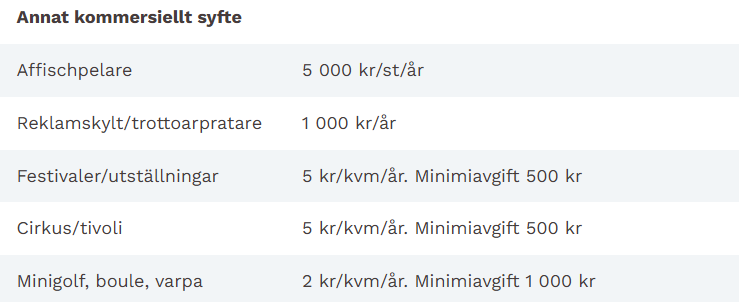 Annat kommersiellt syfte
Affischpelare 5 000 kr/st/år
Reklamskylt/trottoarpratare 1 000 kr/år
Festivaler/utställningar 5 kr/kvm/år. Minimiavgift 500 kr
Cirkus/tivoli 5 kr/kvm/år. Minimiavgift 500 kr
Minigolf, boule, varpa 2 kr/kvm/år. Minimiavgift 1 000 kr